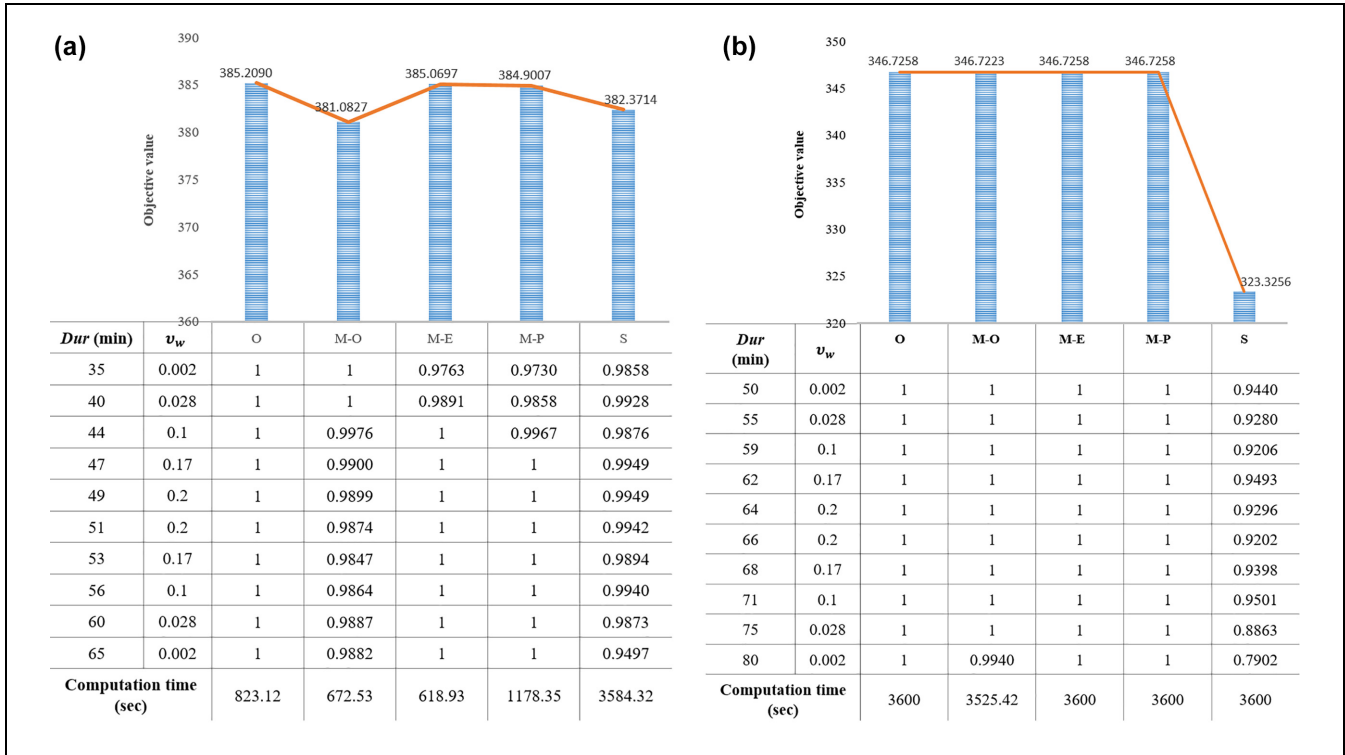 (a)
390
385
380
375
370
365
360
Objective value
385.2090
381.0827
385.0697
384.9007
382.3714
Dur (min) υw O M-O M-E M-P S
35 0.002 1 1 0.9763 0.9730 0.9858
40 0.028 1 1 0.9891 0.9858 0.9928
44 0.1 1 0.9976 1 0.9967 0.9876
47 0.17 1 0.9900 1 1 0.9949
49 0.2 1 0.9899 1 1 0.9949
51 0.2 1 0.9874 1 1 0.9942
53 0.17 1 0.9847 1 1 0.9894
56 0.1 1 0.9864 1 1 0.9940
60 0.028 1 0.9887 1 1 0.9873
65 0.002 1 0.9882 1 1 0.9497
Computation time
(sec) 823.12 672.53 618.93 1178.35 3584.32
(b)
350
345
340
335
330
325
320
Objective value
346.7258
346.7223
346.7258
346.7258
323.3256
Dur
(min) υw O M-O M-E M-P S
50 0.002 1 1 1 1 0.9440
55 0.028 1 1 1 1 0.9280
59 0.1 1 1 1 1 0.9206
62 0.17 1 1 1 1 0.9493
64 0.2 1 1 1 1 0.9296
66 0.2 1 1 1 1 0.9202
68 0.17 1 1 1 1 0.9398
71 0.1 1 1 1 1 0.9501
75 0.028 1 1 1 1 0.8863
80 0.002 1 0.9940 1 1 0.7902
Computation time
(sec) 3600 3525.42 3600 3600 3600